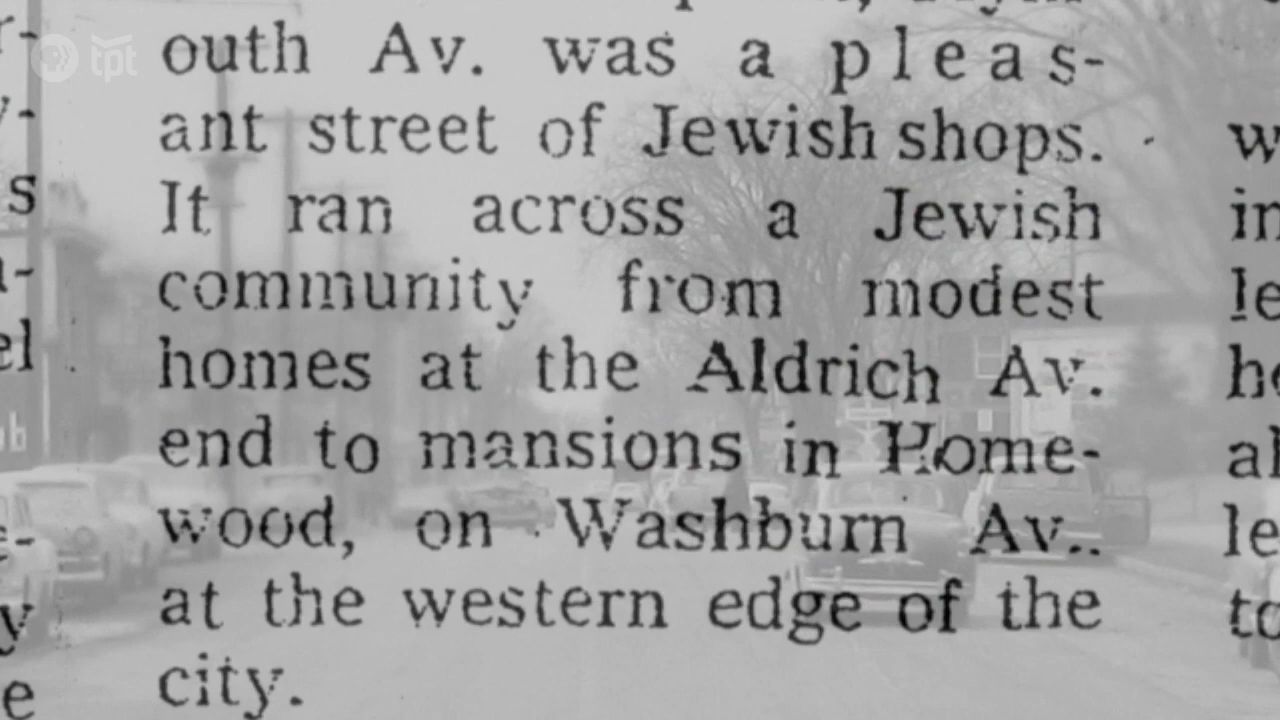 tpt
outh Av. was a pleas-
ant street of Jewish shops.
It ran across a Jewish
community from modest
homes at the Aldrich Av.
end to mansions in Home-
wood, on Washburn Av..
at the western edge of the
city.